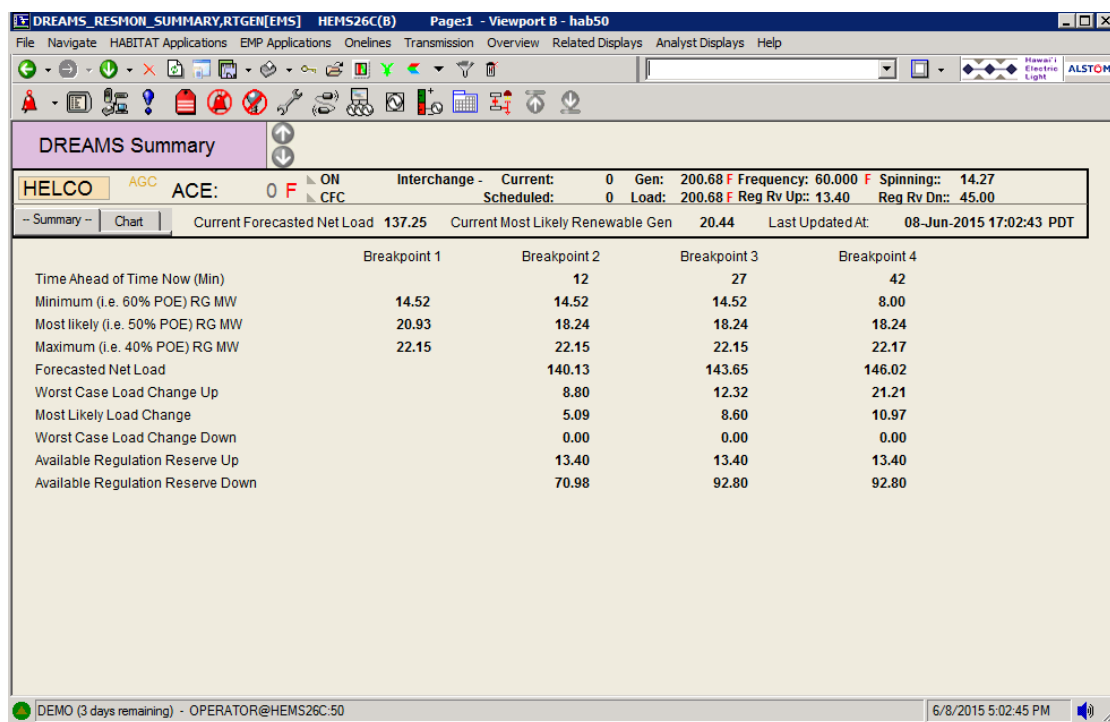 DREAMS_RESMON_SUMMARY,RTGEN[EMS] HEMS26C(B) Page:1 - Viewport B - hab50
File Navigate HABITAT Applications EMP Applications Onelines Transmission Overview Related Displays Analyst Displays Help
Hawai'i
Electric
Light
ALSTOM
DREAMS Summary
HELCO AGC ACE: 0 F ON Interchange - Current: 0 Gen: 200.68 F Frequency: 60.000 F Spinning:: 14.27
CFC Scheduled: 0 Load: 200.68 F Reg Rv Up:: 13.40 Reg Rv Dn:: 45.00
-- Summary -- Chart Current Forecasted Net Load 137.25 Current Most Likely Renewable Gen 20.44 Last Updated At: 08-Jun-2015 17:02:43 PDT
Breakpoint 1 Breakpoint 2 Breakpoint 3 Breakpoint 4
Time Ahead of Time Now (Min) 12 27 42
Minimum (i.e. 60% POE) RG MW 14.52 14.52 14.52 8.00
Most likely (i.e. 50% POE) RG MW 20.93 18.24 18.24 18.24
Maximum (i.e. 40% POE) RG MW 22.15 22.15 22.15 22.17
Forecasted Net Load 140.13 143.65 146.02
Worst Case Load Change Up 8.80 12.32 21.21
Most Likely Load Change 5.09 8.60 10.97
Worst Case Load Change Down 0.00 0.00 0.00
Available Regulation Reserve Up 13.40 13.40 13.40
Available Regulation Reserve Down 70.98 92.80 92.80
DEMO (3 days remaining) - OPERATOR@HEMS26C:50 6/8/2015 5:02:45 PM